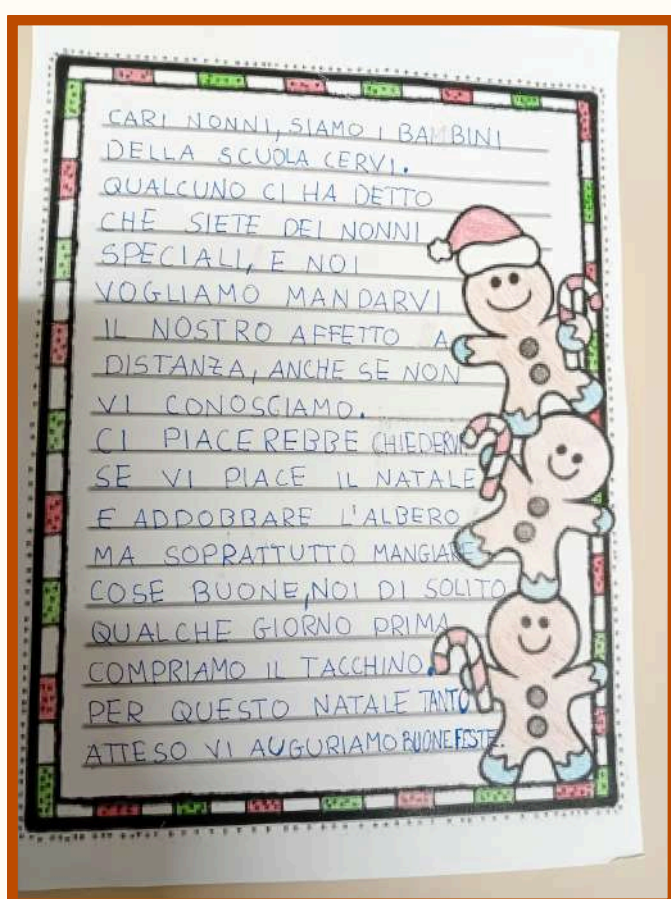 CARI NONNI, SIAMO I BAMBINI
DELLA SCUOLA CERVI.
QUALCUNO CI HA DETTO
CHE SIETE DEI NONNI
SPECIALI, E NOI
VOGLIAMO MANDARVI
IL NOSTRO AFFETTO A
DISTANZA, ANCHE SE NON
VI CONOSCIAMO.
CI PIACEREBBE CHIEDERVI
SE VI PIACE IL NATALE
E ADDOBBARE L'ALBERO
MA SOPRATTUTTO MANGIARE
COSE BUONE, NOI DI SOLITO
QUALCHE GIORNO PRIMA
COMPRIAMO IL TACCHINO.
PER QUESTO NATALE TANTO
ATTESO VI AUGURIAMO BUONE FESTE.